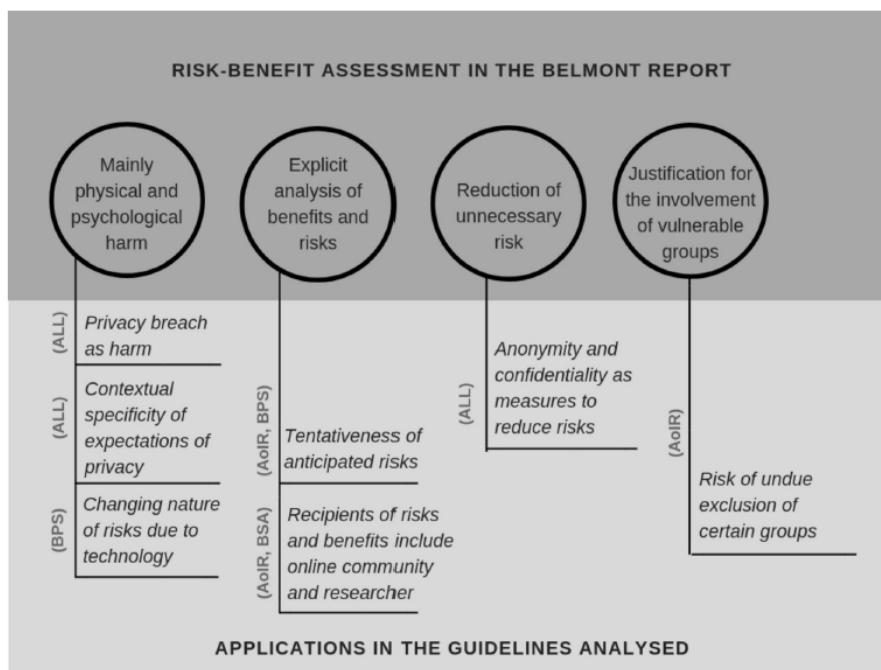 RISK-BENEFIT ASSESSMENT IN THE BELMONT REPORT
Mainly
physical and
psychological
harm
Explicit
analysis of
benefits and
risks
Reduction of
unnecessary
risk
Justification for
the involvement
of vulnerable
groups
(ALL)
Privacy breach
as harm
(ALL)
Contextual
specificity of
expectations of
privacy
(BPS)
Changing nature
of risks due to
technology
(AoIR, BPS)
Tentativeness of
anticipated risks
(AoIR, BSA)
Recipients of risks
and benefits include
online community
and researcher
(ALL)
Anonymity and
confidentiality as
measures to
reduce risks
(AoIR)
Risk of undue
exclusion of
certain groups
APPLICATIONS IN THE GUIDELINES ANALYSED